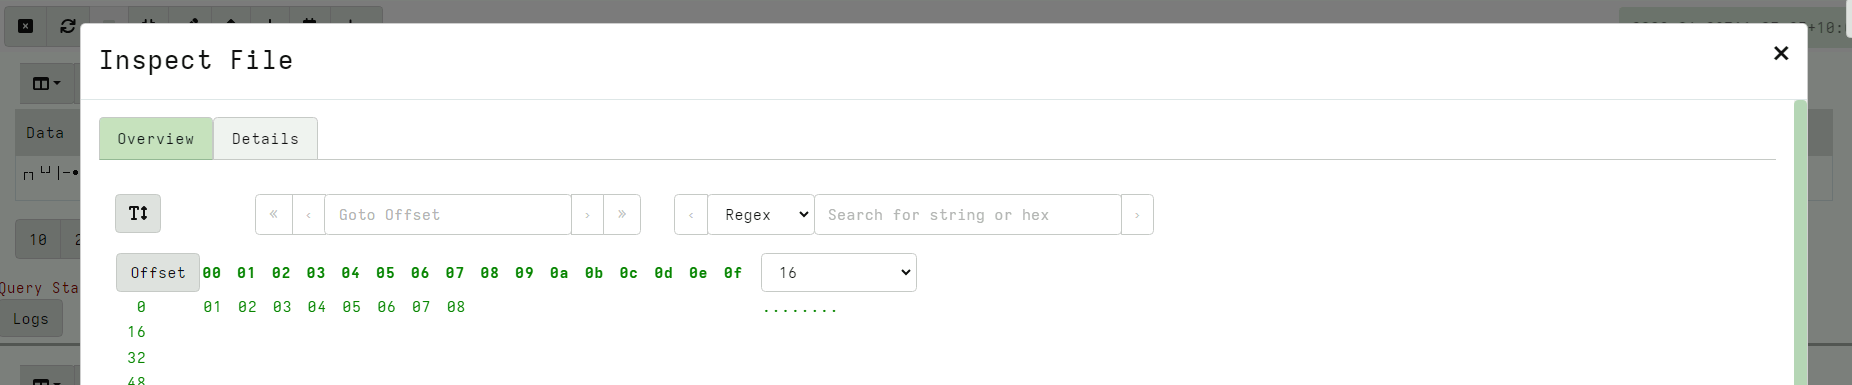 Inspect File
Data
Overview Details
« ‹ Goto Offset › » ‹ Regex Search for string or hex ›
10
Offset 00 01 02 03 04 05 06 07 08 09 0a 0b 0c 0d 0e 0f 16
Query Sta
0 01 02 03 04 05 06 07 08 ........
Logs
16
32
48